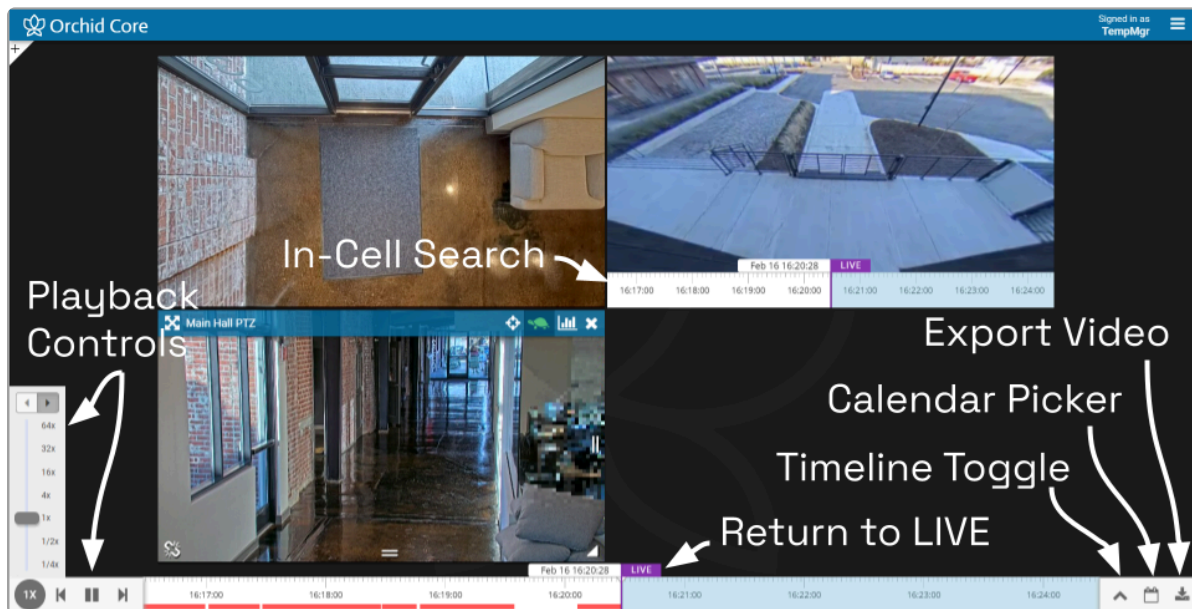 Orchid Core
Signed in as
TempMgr
+
In-Cell Search
Feb 16 16:20:28 LIVE
16:17:00 16:18:00 16:19:00 16:20:00 16:21:00 16:22:00 16:23:00 16:24:00
Playback
Controls
Main Hall PTZ
Export Video
Calendar Picker
Timeline Toggle
Return to LIVE
64x
32x
16x
4x
1x
1/2x
1/4x
Feb 16 16:20:28 LIVE
1X
16:17:00 16:18:00 16:19:00 16:20:00 16:21:00 16:22:00 16:23:00 16:24:00